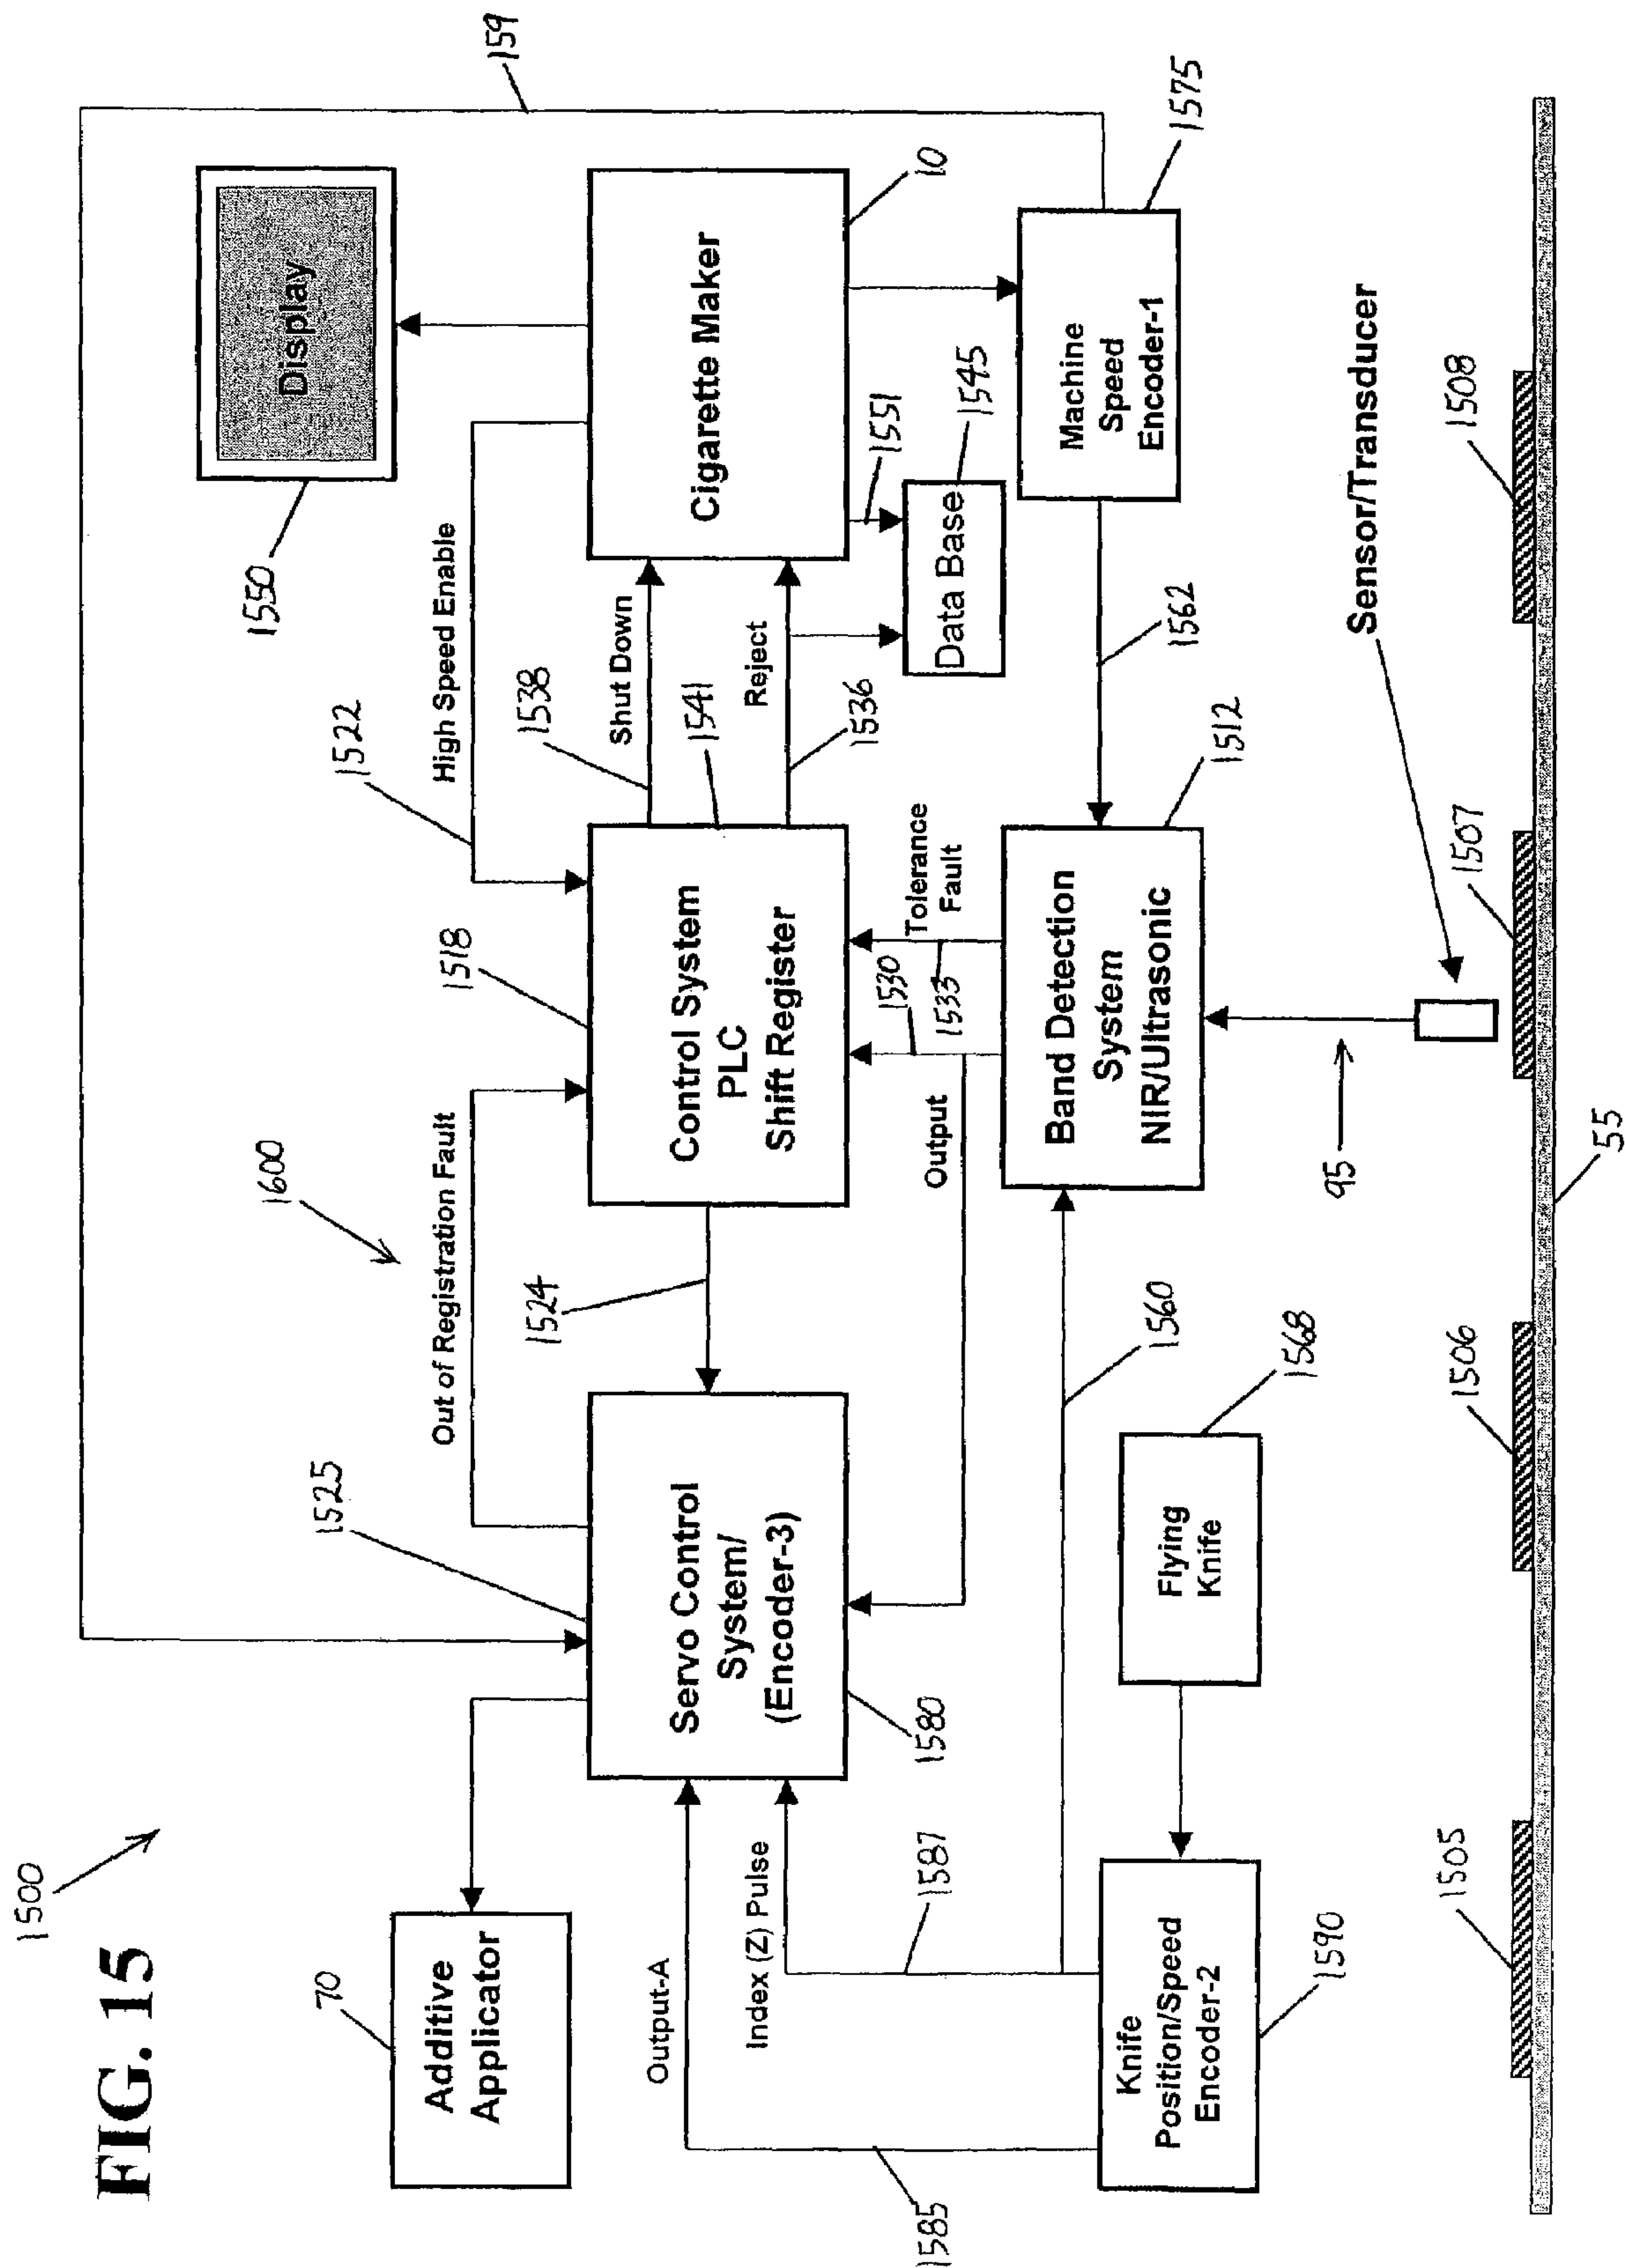 FIG. 15
1500
159
1550
Display
70
Additive
Applicator
1525
Out of Registration Fault
1600
1518
1522
High Speed Enable
Servo Control
System/
(Encoder-3)
1580
1524
Control System
PLC
Shift Register
1538
Shut Down
1541
Reject
1536
Cigarette Maker
10
1551
Data Base
1545
Output-A
Index (Z) Pulse
1585
1587
Output
1530
1533
Tolerance
Fault
Knife
Position/Speed
Encoder-2
1590
Flying
Knife
1568
1560
Band Detection
System
NIR/Ultrasonic
1512
1562
Machine
Speed
Encoder-1
1575
95
Sensor/Transducer
1505
1506
1507
1508
55